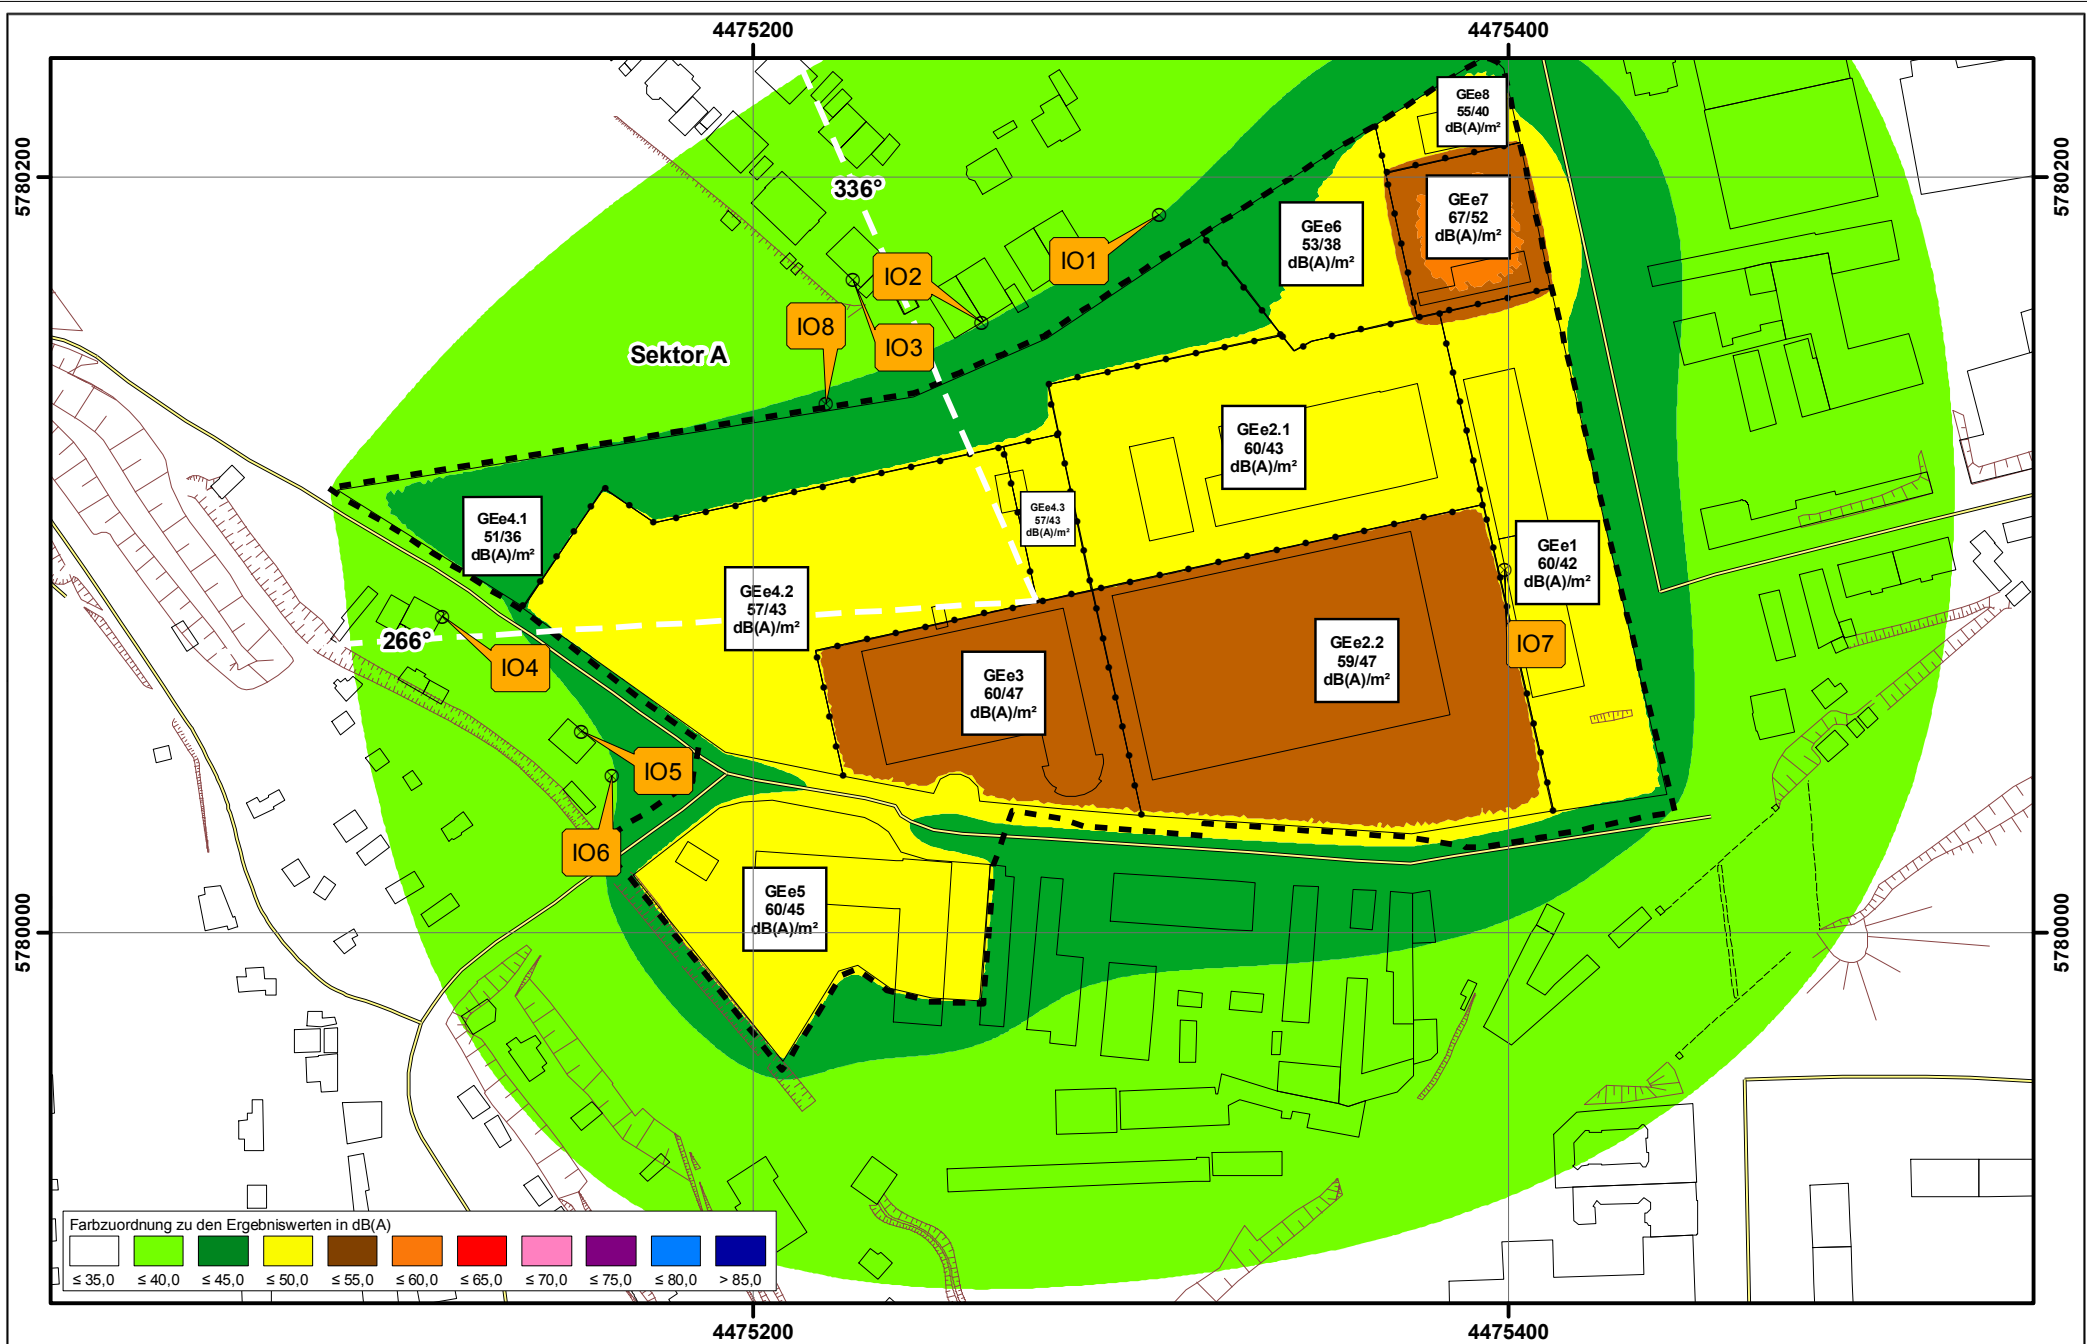 4475200
4475400
5780200
5780200
GEe8
55/40
dB(A)/m²
336°
GEe7
67/52
dB(A)/m²
GEe6
53/38
dB(A)/m²
IO1
IO2
IO8
IO3
Sektor A
GEe2.1
60/43
dB(A)/m²
GEe4.1
51/36
dB(A)/m²
GEe4.3
57/43
dB(A)/m²
GEe1
60/42
dB(A)/m²
GEe4.2
57/43
dB(A)/m²
266°
IO4
IO7
GEe2.2
59/47
dB(A)/m²
GEe3
60/47
dB(A)/m²
IO5
IO6
GEe5
60/45
dB(A)/m²
5780000
5780000
Farbzuordnung zu den Ergebniswerten in dB(A)
≤ 35,0 ≤ 40,0 ≤ 45,0 ≤ 50,0 ≤ 55,0 ≤ 60,0 ≤ 65,0 ≤ 70,0 ≤ 75,0 ≤ 80,0 > 85,0
4475200
4475400